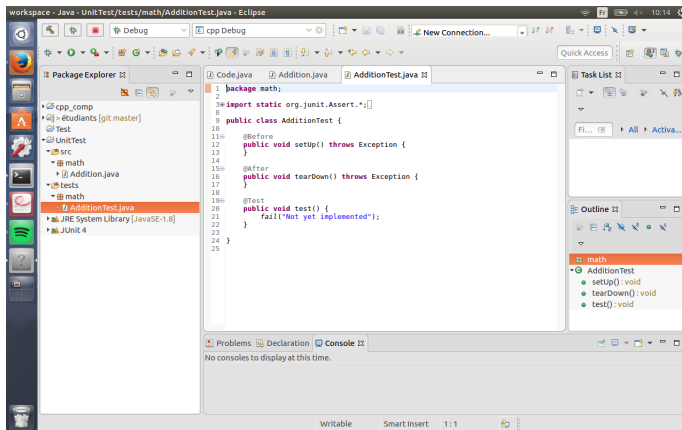 workspace - Java - UnitTest/tests/math/AdditionTest.java - Eclipse
Fr
10:14
Debug
cpp Debug
New Connection...
Quick Access
Package Explorer
cpp_comp
> étudiants [git master]
Test
UnitTest
src
math
Addition.java
tests
math
AdditionTest.java
JRE System Library [JavaSE-1.8]
JUnit 4
Code.java
Addition.java
AdditionTest.java
1 package math;
2
3 import static org.junit.Assert.*;
8
9 public class AdditionTest {
10
11 @Before
12 public void setUp() throws Exception {
13 }
14
15 @After
16 public void tearDown() throws Exception {
17 }
18
19 @Test
20 public void test() {
21 fail("Not yet implemented");
22 }
23
24 }
25
Task List
Fi...
All
Activa...
Outline
math
AdditionTest
setUp() : void
tearDown() : void
test() : void
Problems
Declaration
Console
No consoles to display at this time.
Writable
Smart Insert
1 : 1